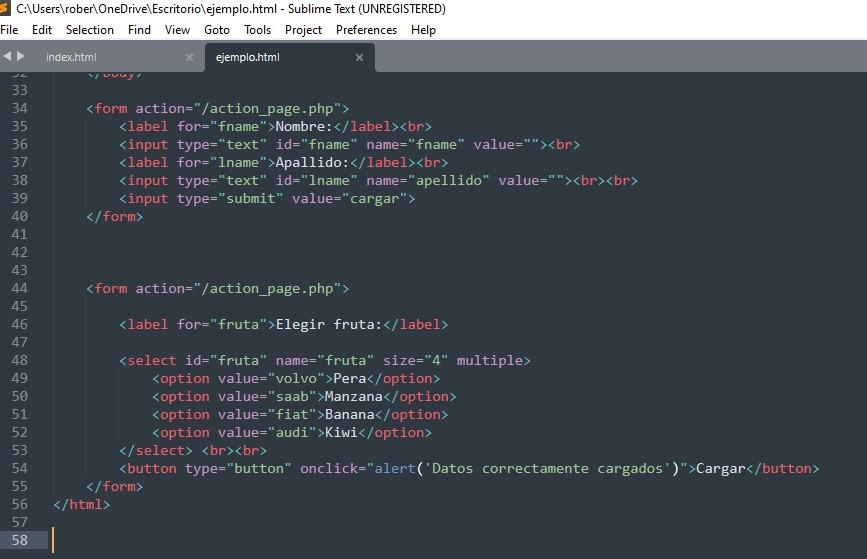 C:\Users\rober\OneDrive\Escritorio\ejemplo.html - Sublime Text (UNREGISTERED)
File Edit Selection Find View Goto Tools Project Preferences Help
index.html × ejemplo.html ×
32 </body>
33
34 <form action="/action_page.php">
35 <label for="fname">Nombre:</label><br>
36 <input type="text" id="fname" name="fname" value=""><br>
37 <label for="lname">Apallido:</label><br>
38 <input type="text" id="lname" name="apellido" value=""><br><br>
39 <input type="submit" value="cargar">
40 </form>
41
42
43
44 <form action="/action_page.php">
45
46 <label for="fruta">Elegir fruta:</label>
47
48 <select id="fruta" name="fruta" size="4" multiple>
49 <option value="volvo">Pera</option>
50 <option value="saab">Manzana</option>
51 <option value="fiat">Banana</option>
52 <option value="audi">Kiwi</option>
53 </select> <br><br>
54 <button type="button" onclick="alert('Datos correctamente cargados')">Cargar</button>
55 </form>
56 </html>
57
58